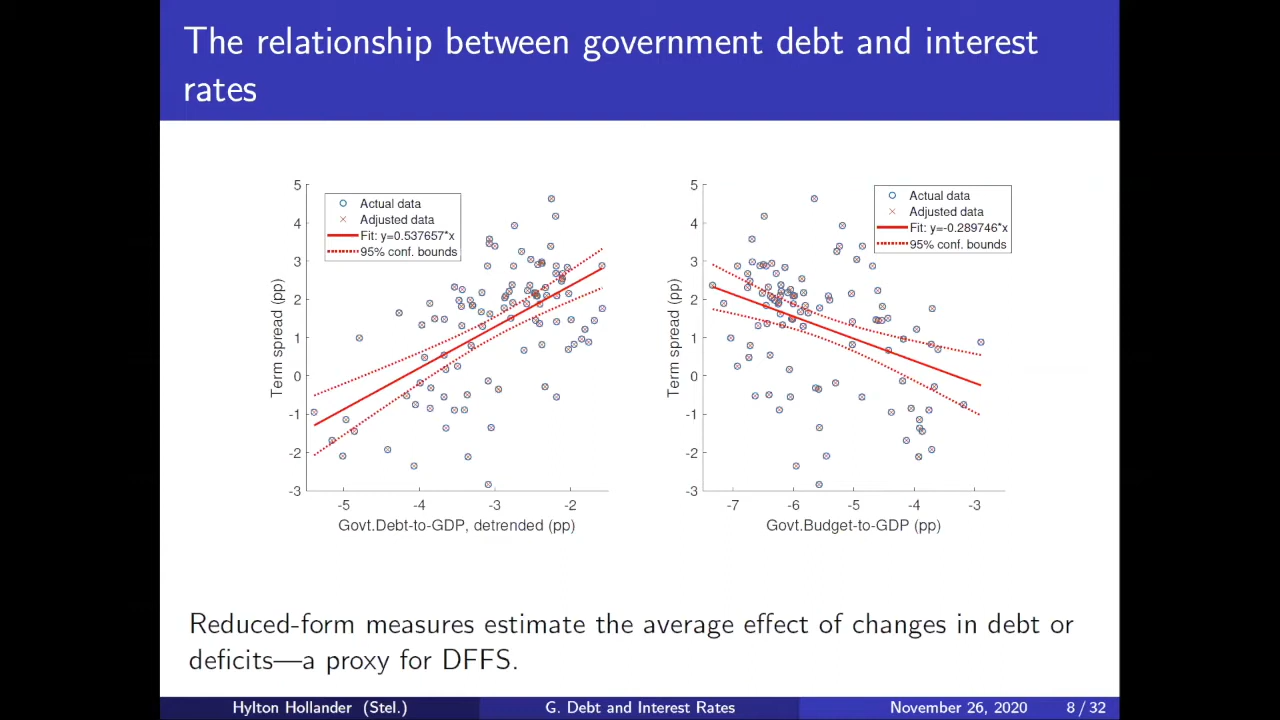 The relationship between government debt and interest
rates
5
4
3
2
1
0
-1
-2
-3
Term spread (pp)
Actual data
Adjusted data
Fit: y=0.537657*x
95% conf. bounds
-5 -4 -3 -2
Govt.Debt-to-GDP, detrended (pp)
5
4
3
2
1
0
-1
-2
-3
Term spread (pp)
Actual data
Adjusted data
Fit: y=-0.289746*x
95% conf. bounds
-7 -6 -5 -4 -3
Govt.Budget-to-GDP (pp)
Reduced-form measures estimate the average effect of changes in debt or
deficits—a proxy for DFFS.
Hylton Hollander (Stel.) G. Debt and Interest Rates November 26, 2020 8 / 32